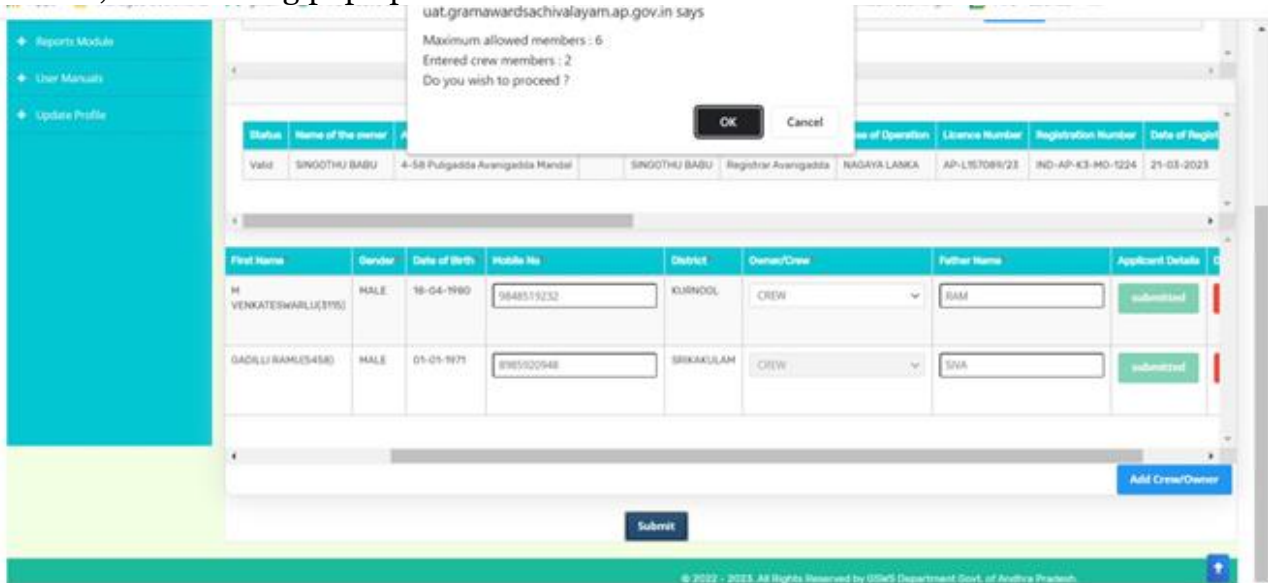 uat.gramawardsachivalayam.ap.gov.in says
Maximum allowed members : 6
Entered crew members : 2
Do you wish to proceed ?
OK Cancel
Reports Module
User Manuals
Update Profile
Status Name of the owner of Operation Licence Number Registration Number Date of Regist
Valid SINGOTHU BABU 4-58 Puligadda Avanigadda Mandal SINGOTHU BABU Registrar Avanigadda NAGAYA LANKA AP-L157089/23 IND-AP-K3-MO-1224 21-03-2023
First Name Gender Date of Birth Mobile No District Owner/Crew Father Name Applicant Details
M VENKATESWARLU(3115) MALE 18-04-1980 9848519232 KURNOOL CREW RAM submitted
GADILLI RAMU(5458) MALE 01-01-1971 8985920948 SRIKAKULAM CREW SIVA submitted
Add Crew/Owner
Submit
© 2022 - 2023. All Rights Reserved by GSWS Department Govt. of Andhra Pradesh